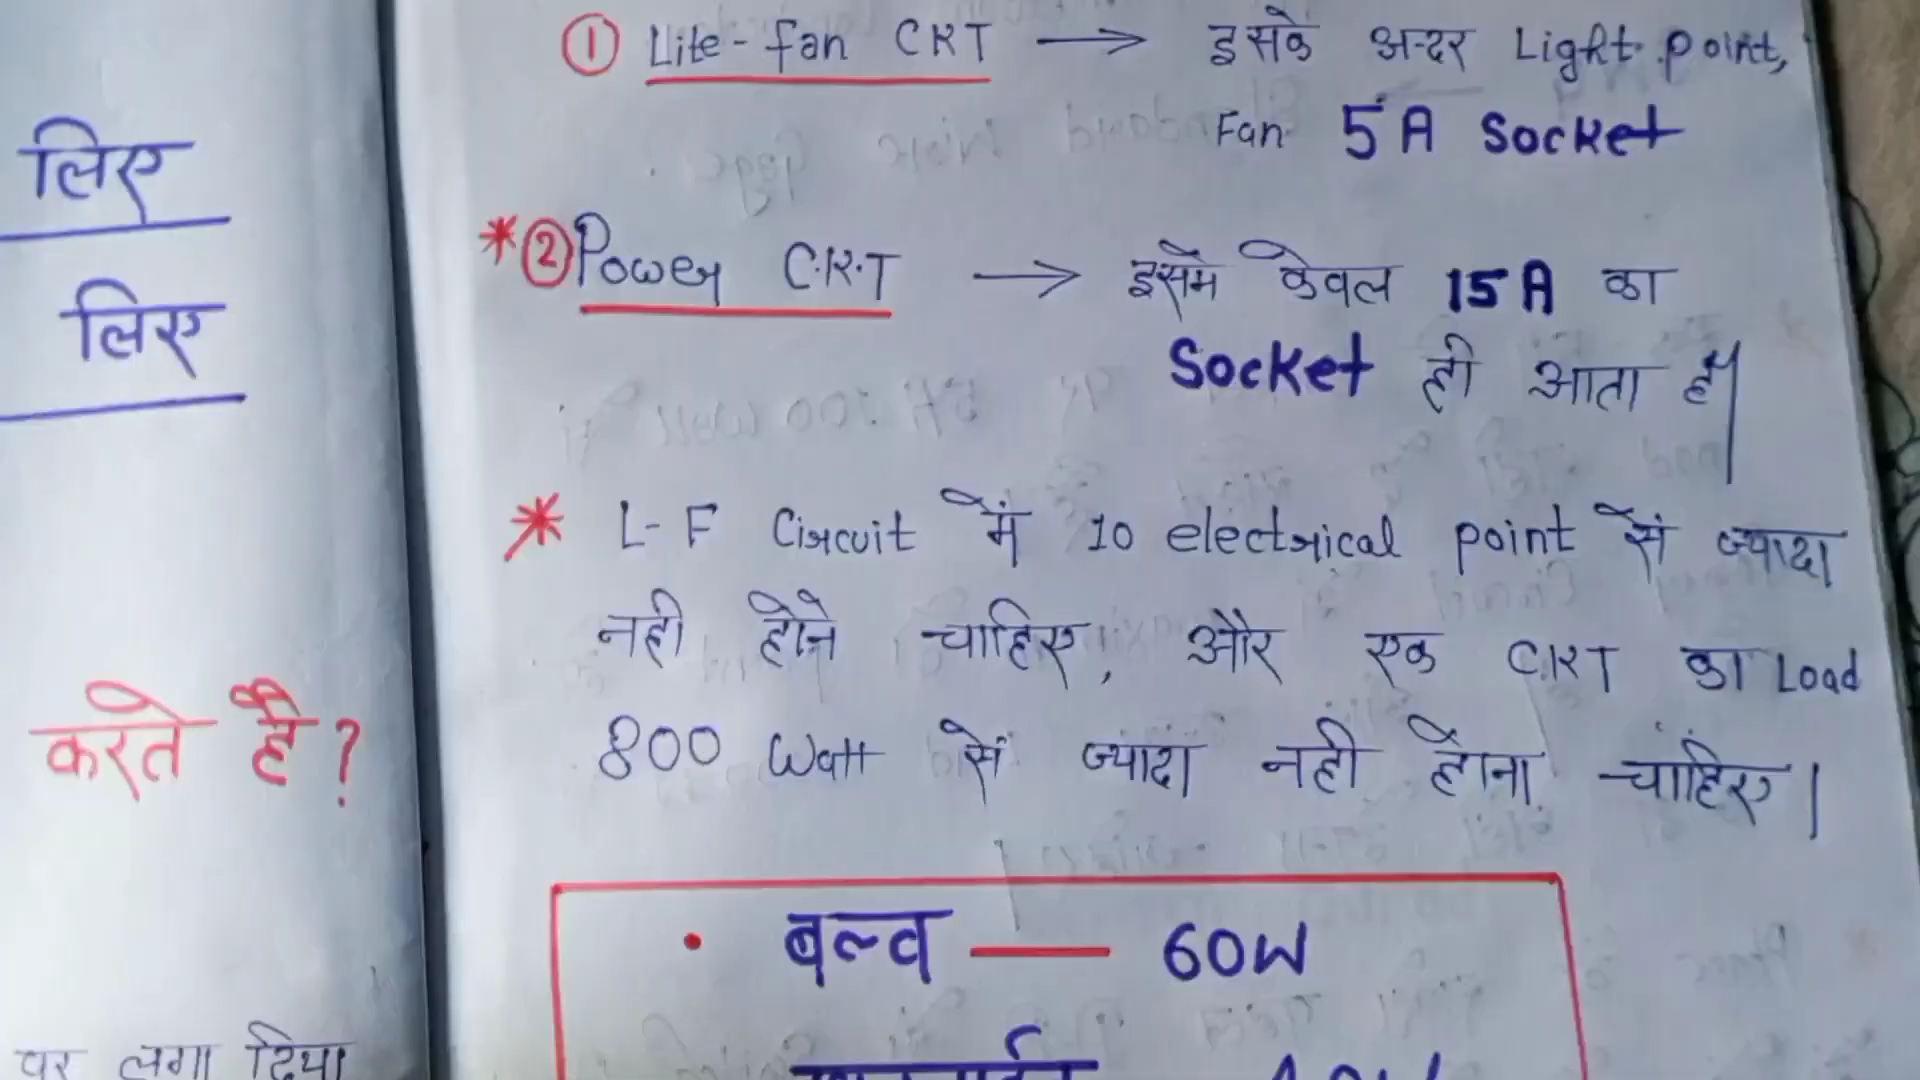 लिए
लिए
करते है?
पर लगा दिया
① Lite-fan CKT → इसके अन्दर Light point,
Fan 5A Socket
*② Power C.K.T → इसमे केवल 15A का
Socket ही आता है।
* L-F Circuit में 10 electrical point सें ज्यादा
नही होने चाहिए, और एक CKT का Load
800 Watt सें ज्यादा नही होना चाहिए।
• बल्व — 60W